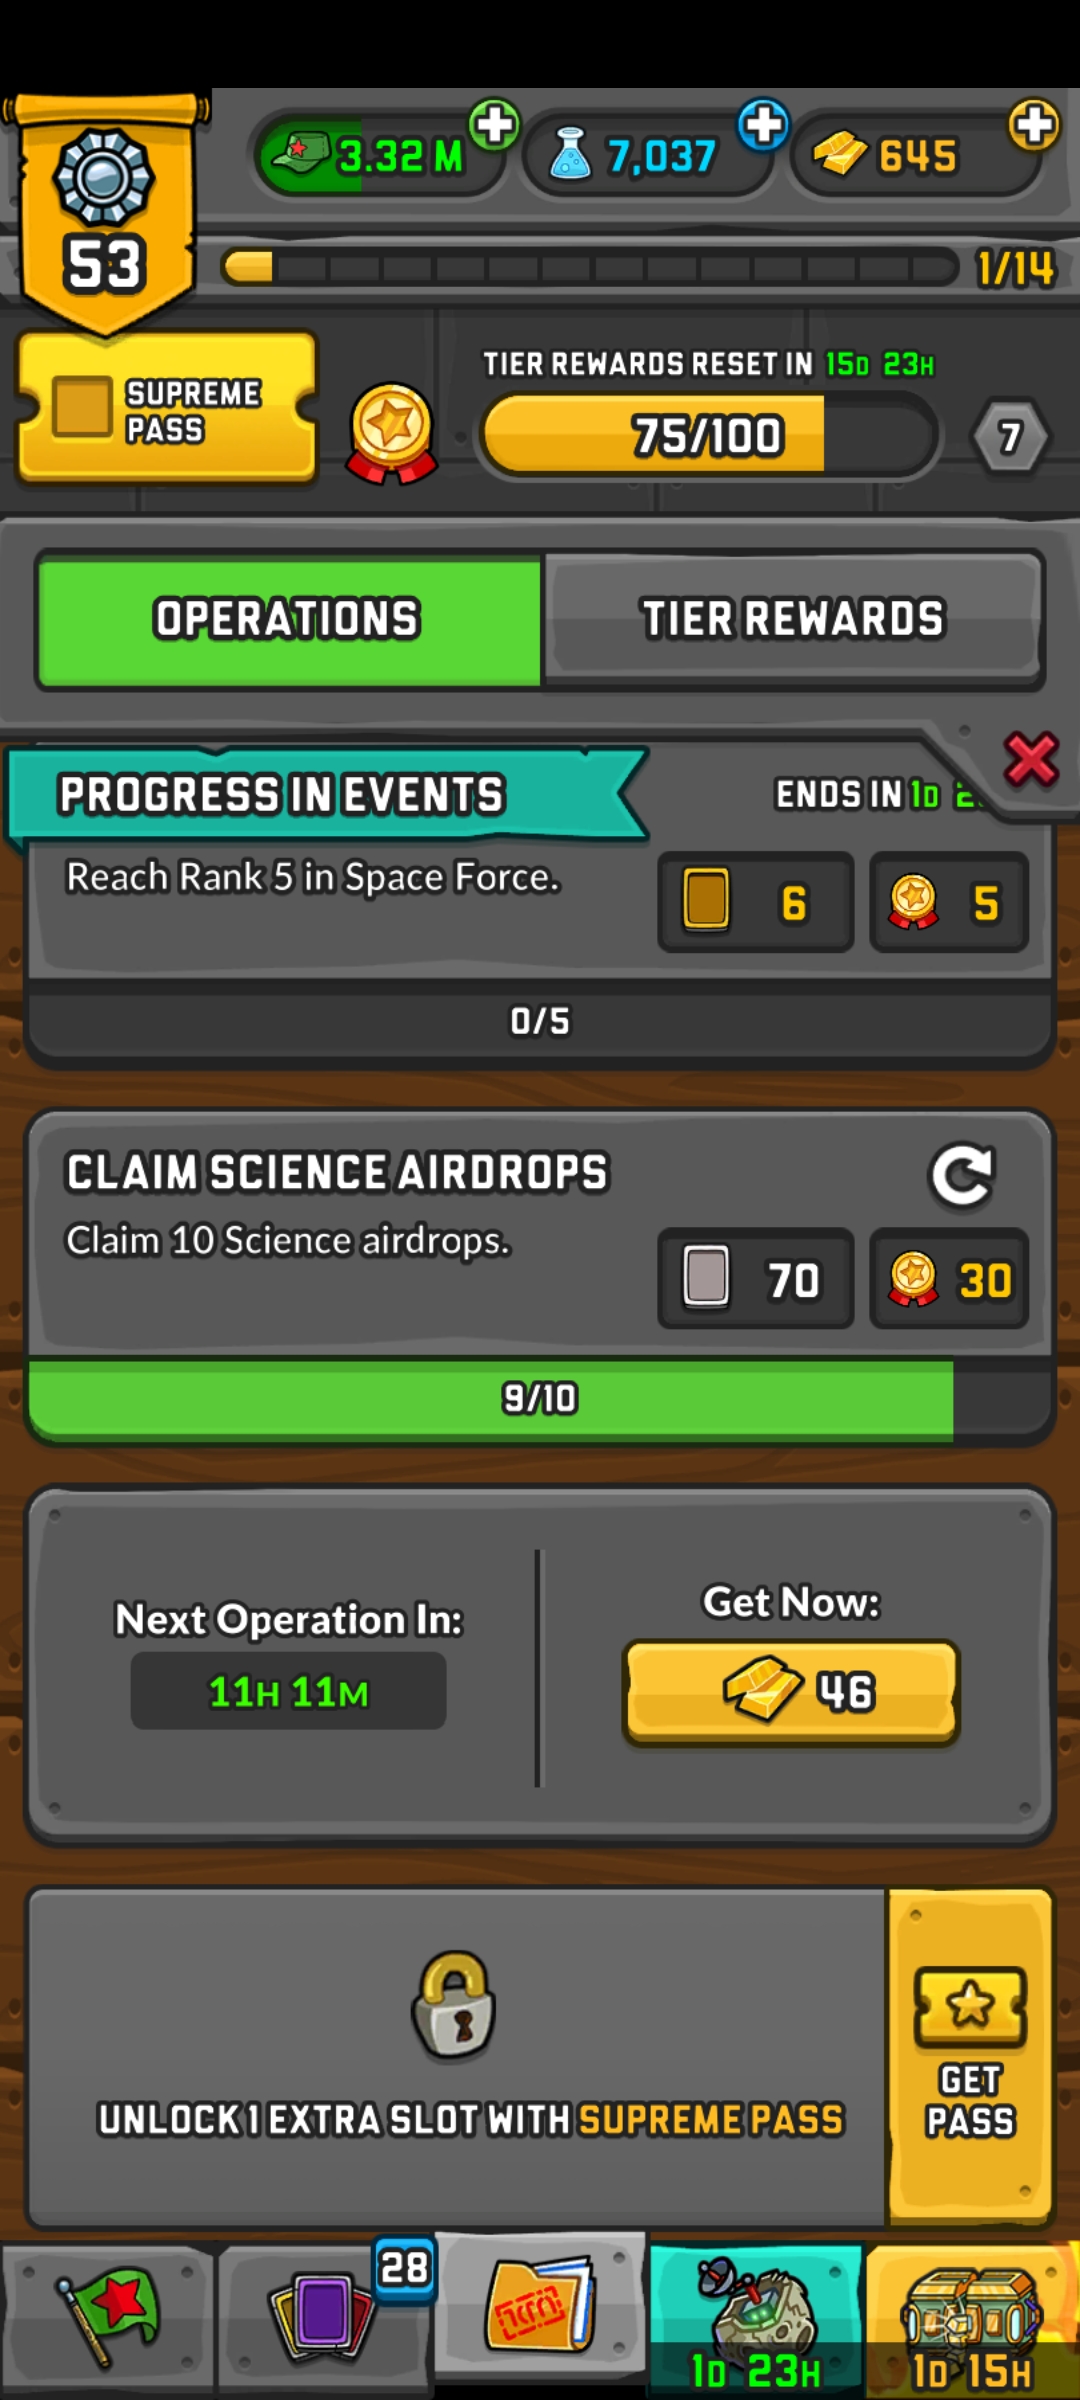 3.32 M
7,037
645
53
1/14
SUPREME
PASS
TIER REWARDS RESET IN 15D 23H
75/100
7
OPERATIONS
TIER REWARDS
PROGRESS IN EVENTS
ENDS IN 1D
Reach Rank 5 in Space Force.
6
5
0/5
CLAIM SCIENCE AIRDROPS
Claim 10 Science airdrops.
70
30
9/10
Next Operation In:
11H 11M
Get Now:
46
UNLOCK 1 EXTRA SLOT WITH SUPREME PASS
GET
PASS
28
1D 23H
1D 15H